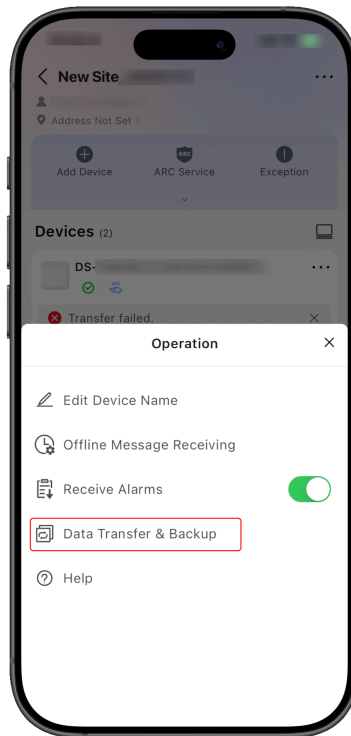 New Site
Address Not Set >
Add Device
ARC
ARC Service
Exception
Devices (2)
DS-
Transfer failed.
Operation
Edit Device Name
Offline Message Receiving
Receive Alarms
Data Transfer & Backup
Help